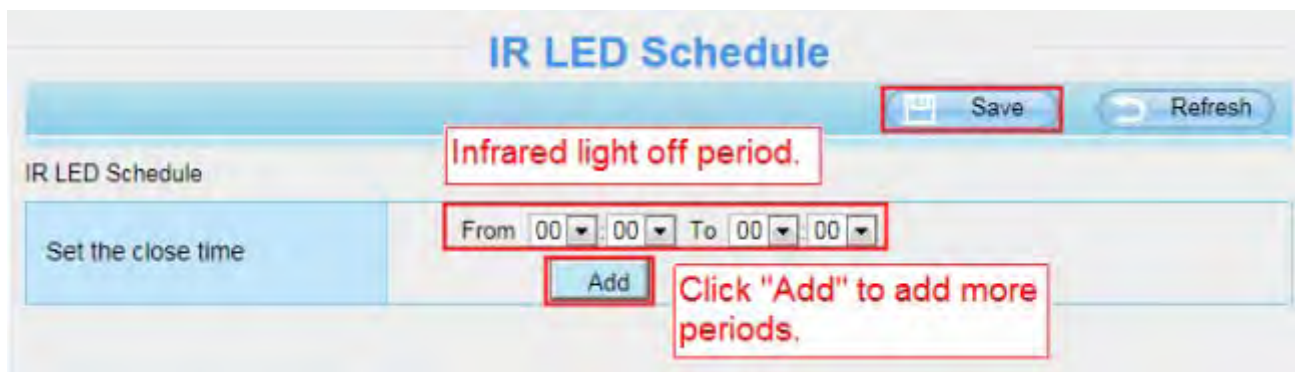 IR LED Schedule
Save Refresh
Infrared light off period.
IR LED Schedule
Set the close time
From 00 : 00 To 00 : 00
Add
Click "Add" to add more
periods.